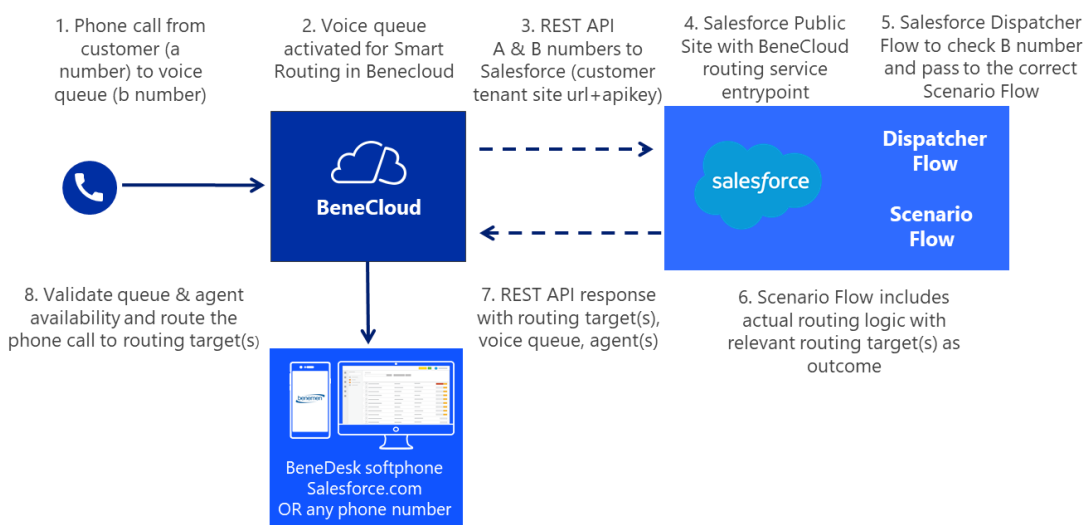 1. Phone call from
customer (a
number) to voice
queue (b number)
2. Voice queue
activated for Smart
Routing in Benecloud
3. REST API
A & B numbers to
Salesforce (customer
tenant site url+apikey)
4. Salesforce Public
Site with BeneCloud
routing service
entrypoint
5. Salesforce Dispatcher
Flow to check B number
and pass to the correct
Scenario Flow
BeneCloud
salesforce
Dispatcher
Flow
Scenario
Flow
8. Validate queue & agent
availability and route the
phone call to routing target(s)
7. REST API response
with routing target(s),
voice queue, agent(s)
6. Scenario Flow includes
actual routing logic with
relevant routing target(s) as
outcome
benemen
BeneDesk softphone
Salesforce.com
OR any phone number